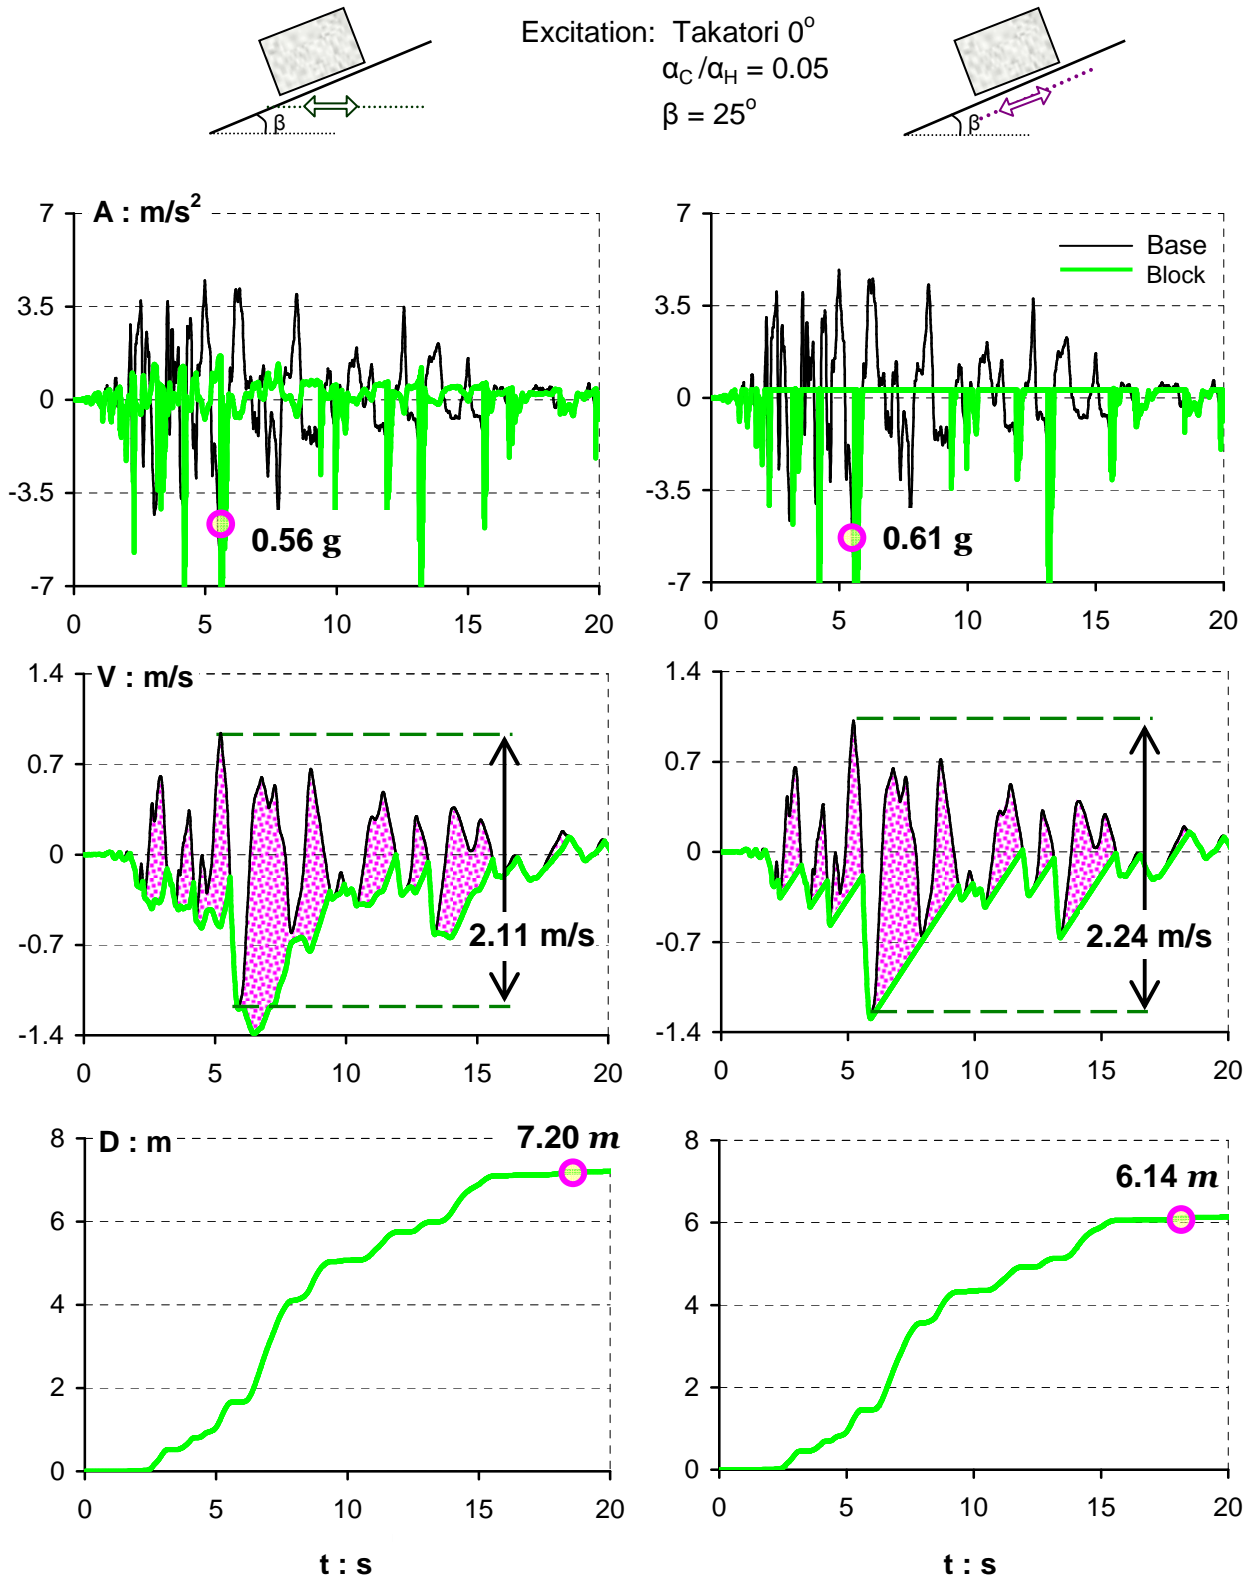 Excitation: Takatori 0°
α_C /α_H = 0.05
β = 25°
β
β
A : m/s²
7
3.5
0
-3.5
-7
0 5 10 15 20
0.56 g
7
3.5
0
-3.5
-7
0 5 10 15 20
Base
Block
0.61 g
V : m/s
1.4
0.7
0
-0.7
-1.4
0 5 10 15 20
2.11 m/s
1.4
0.7
0
-0.7
-1.4
0 5 10 15 20
2.24 m/s
D : m
8
6
4
2
0
0 5 10 15 20
7.20 m
t : s
8
6
4
2
0
0 5 10 15 20
6.14 m
t : s